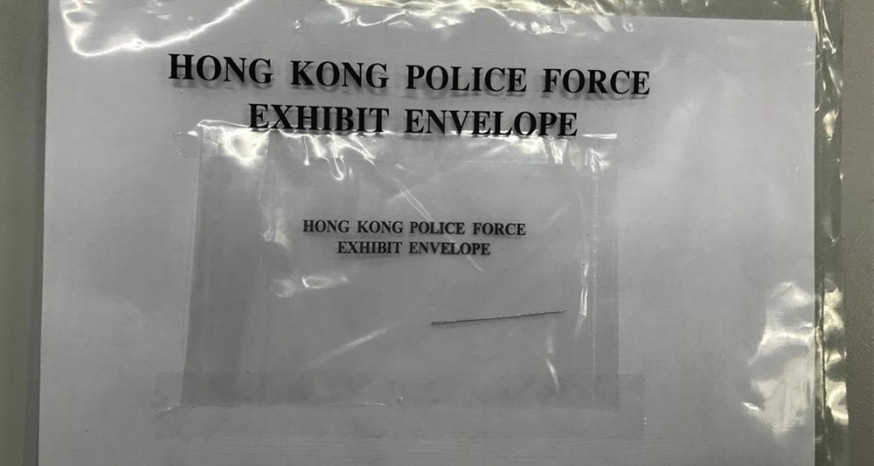 HONG KONG POLICE FORCE
EXHIBIT ENVELOPE
HONG KONG POLICE FORCE
EXHIBIT ENVELOPE